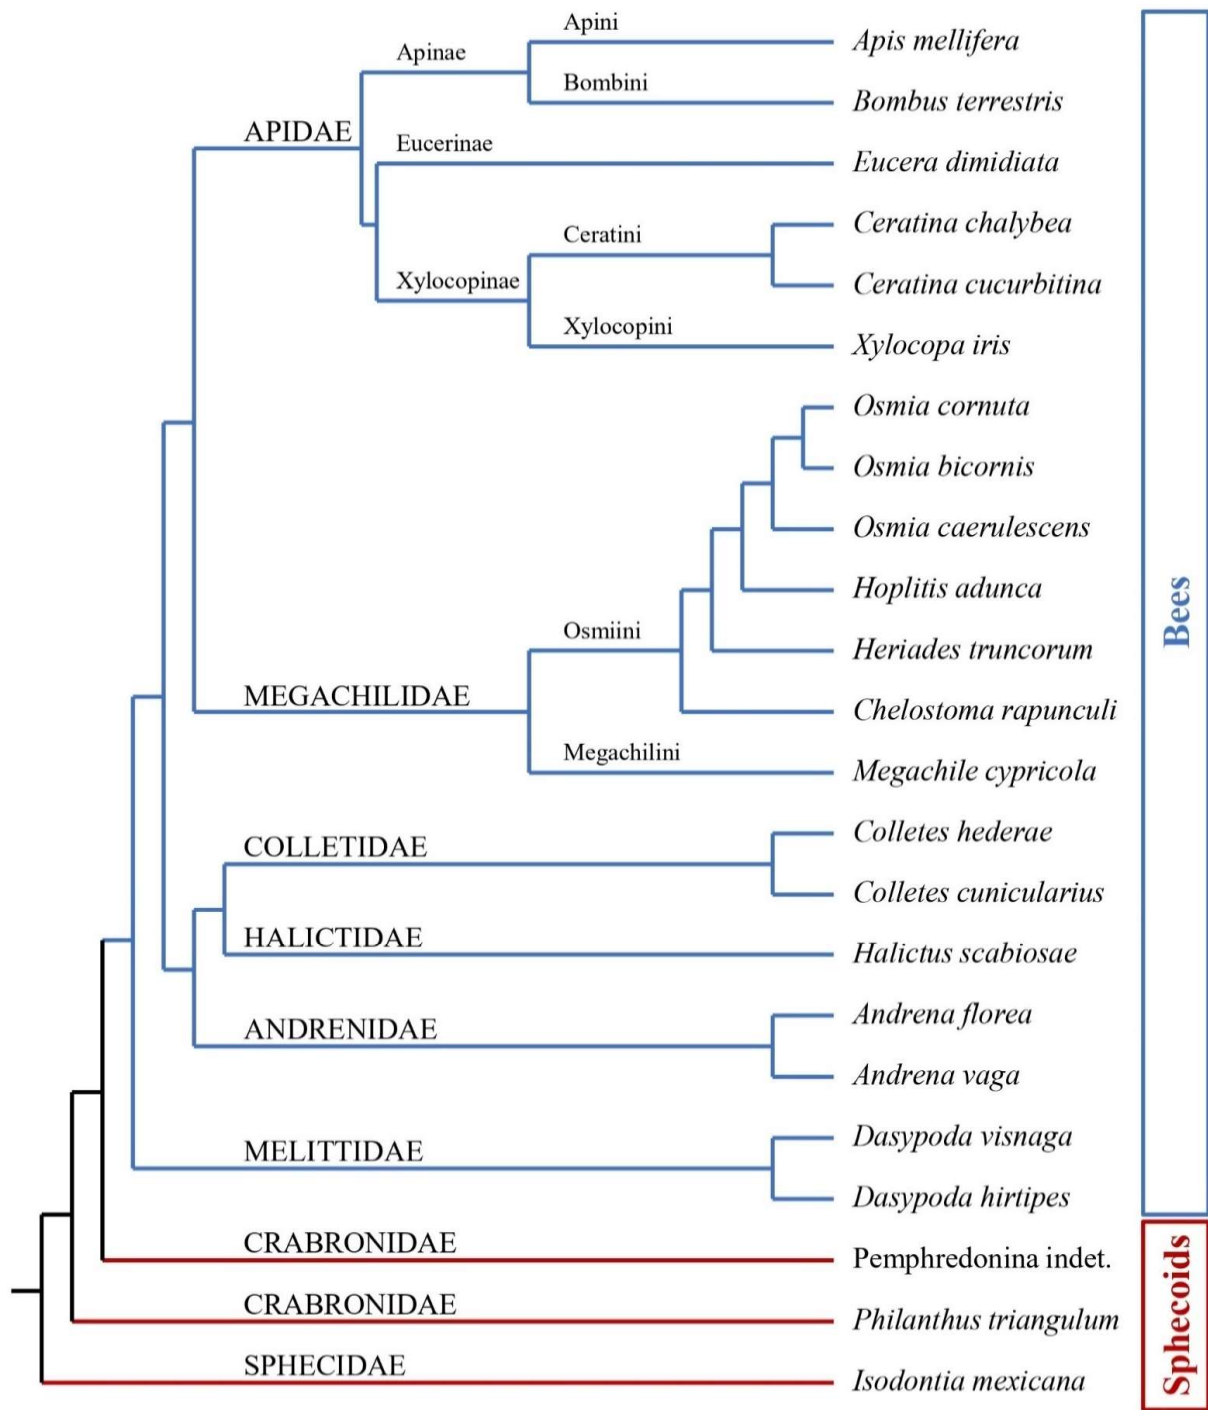 Apini
Apis mellifera
Apinae
Bombini
Bombus terrestris
APIDAE
Eucerinae
Eucera dimidiata
Ceratini
Ceratina chalybea
Xylocopinae
Ceratina cucurbitina
Xylocopini
Xylocopa iris
Osmia cornuta
Osmia bicornis
Osmia caerulescens
Hoplitis adunca
Osmiini
Heriades truncorum
MEGACHILIDAE
Chelostoma rapunculi
Megachilini
Megachile cypricola
COLLETIDAE
Colletes hederae
Colletes cunicularius
HALICTIDAE
Halictus scabiosae
ANDRENIDAE
Andrena florea
Andrena vaga
MELITTIDAE
Dasypoda visnaga
Dasypoda hirtipes
Bees
CRABRONIDAE
Pemphredonina indet.
CRABRONIDAE
Philanthus triangulum
SPHECIDAE
Isodontia mexicana
Sphecoids